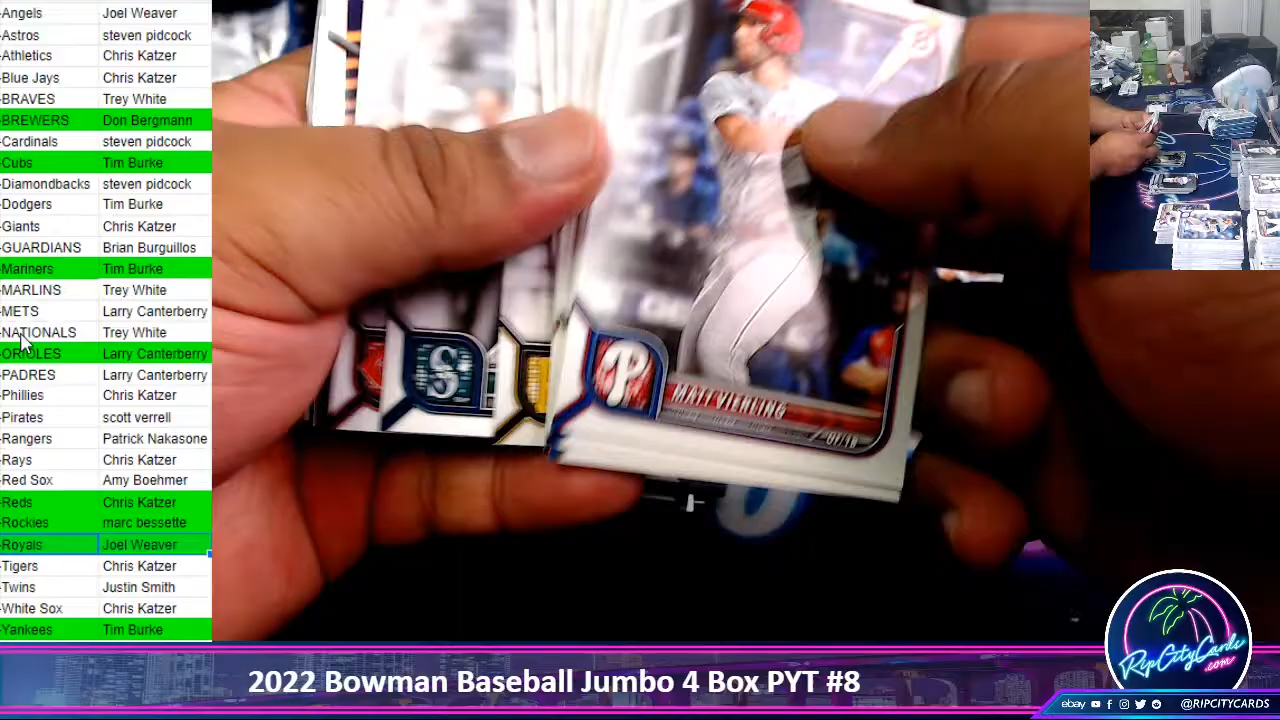 -Angels Joel Weaver
-Astros steven pidcock
-Athletics Chris Katzer
-Blue Jays Chris Katzer
-BRAVES Trey White
-BREWERS Don Bergmann
-Cardinals steven pidcock
-Cubs Tim Burke
-Diamondbacks steven pidcock
-Dodgers Tim Burke
-Giants Chris Katzer
-GUARDIANS Brian Burguillos
-Mariners Tim Burke
-MARLINS Trey White
-METS Larry Canterberry
-NATIONALS Trey White
-ORIOLES Larry Canterberry
-PADRES Larry Canterberry
-Phillies Chris Katzer
-Pirates scott verrell
-Rangers Patrick Nakasone
-Rays Chris Katzer
-Red Sox Amy Boehmer
-Reds Chris Katzer
-Rockies marc bessette
-Royals Joel Weaver
-Tigers Chris Katzer
-Twins Justin Smith
-White Sox Chris Katzer
-Yankees Tim Burke
S
P
MATT VIERLING
OF/1B
2022 Bowman Baseball Jumbo 4 Box PYT #8
RipCityCards
.com
ebay
@RIPCITYCARDS